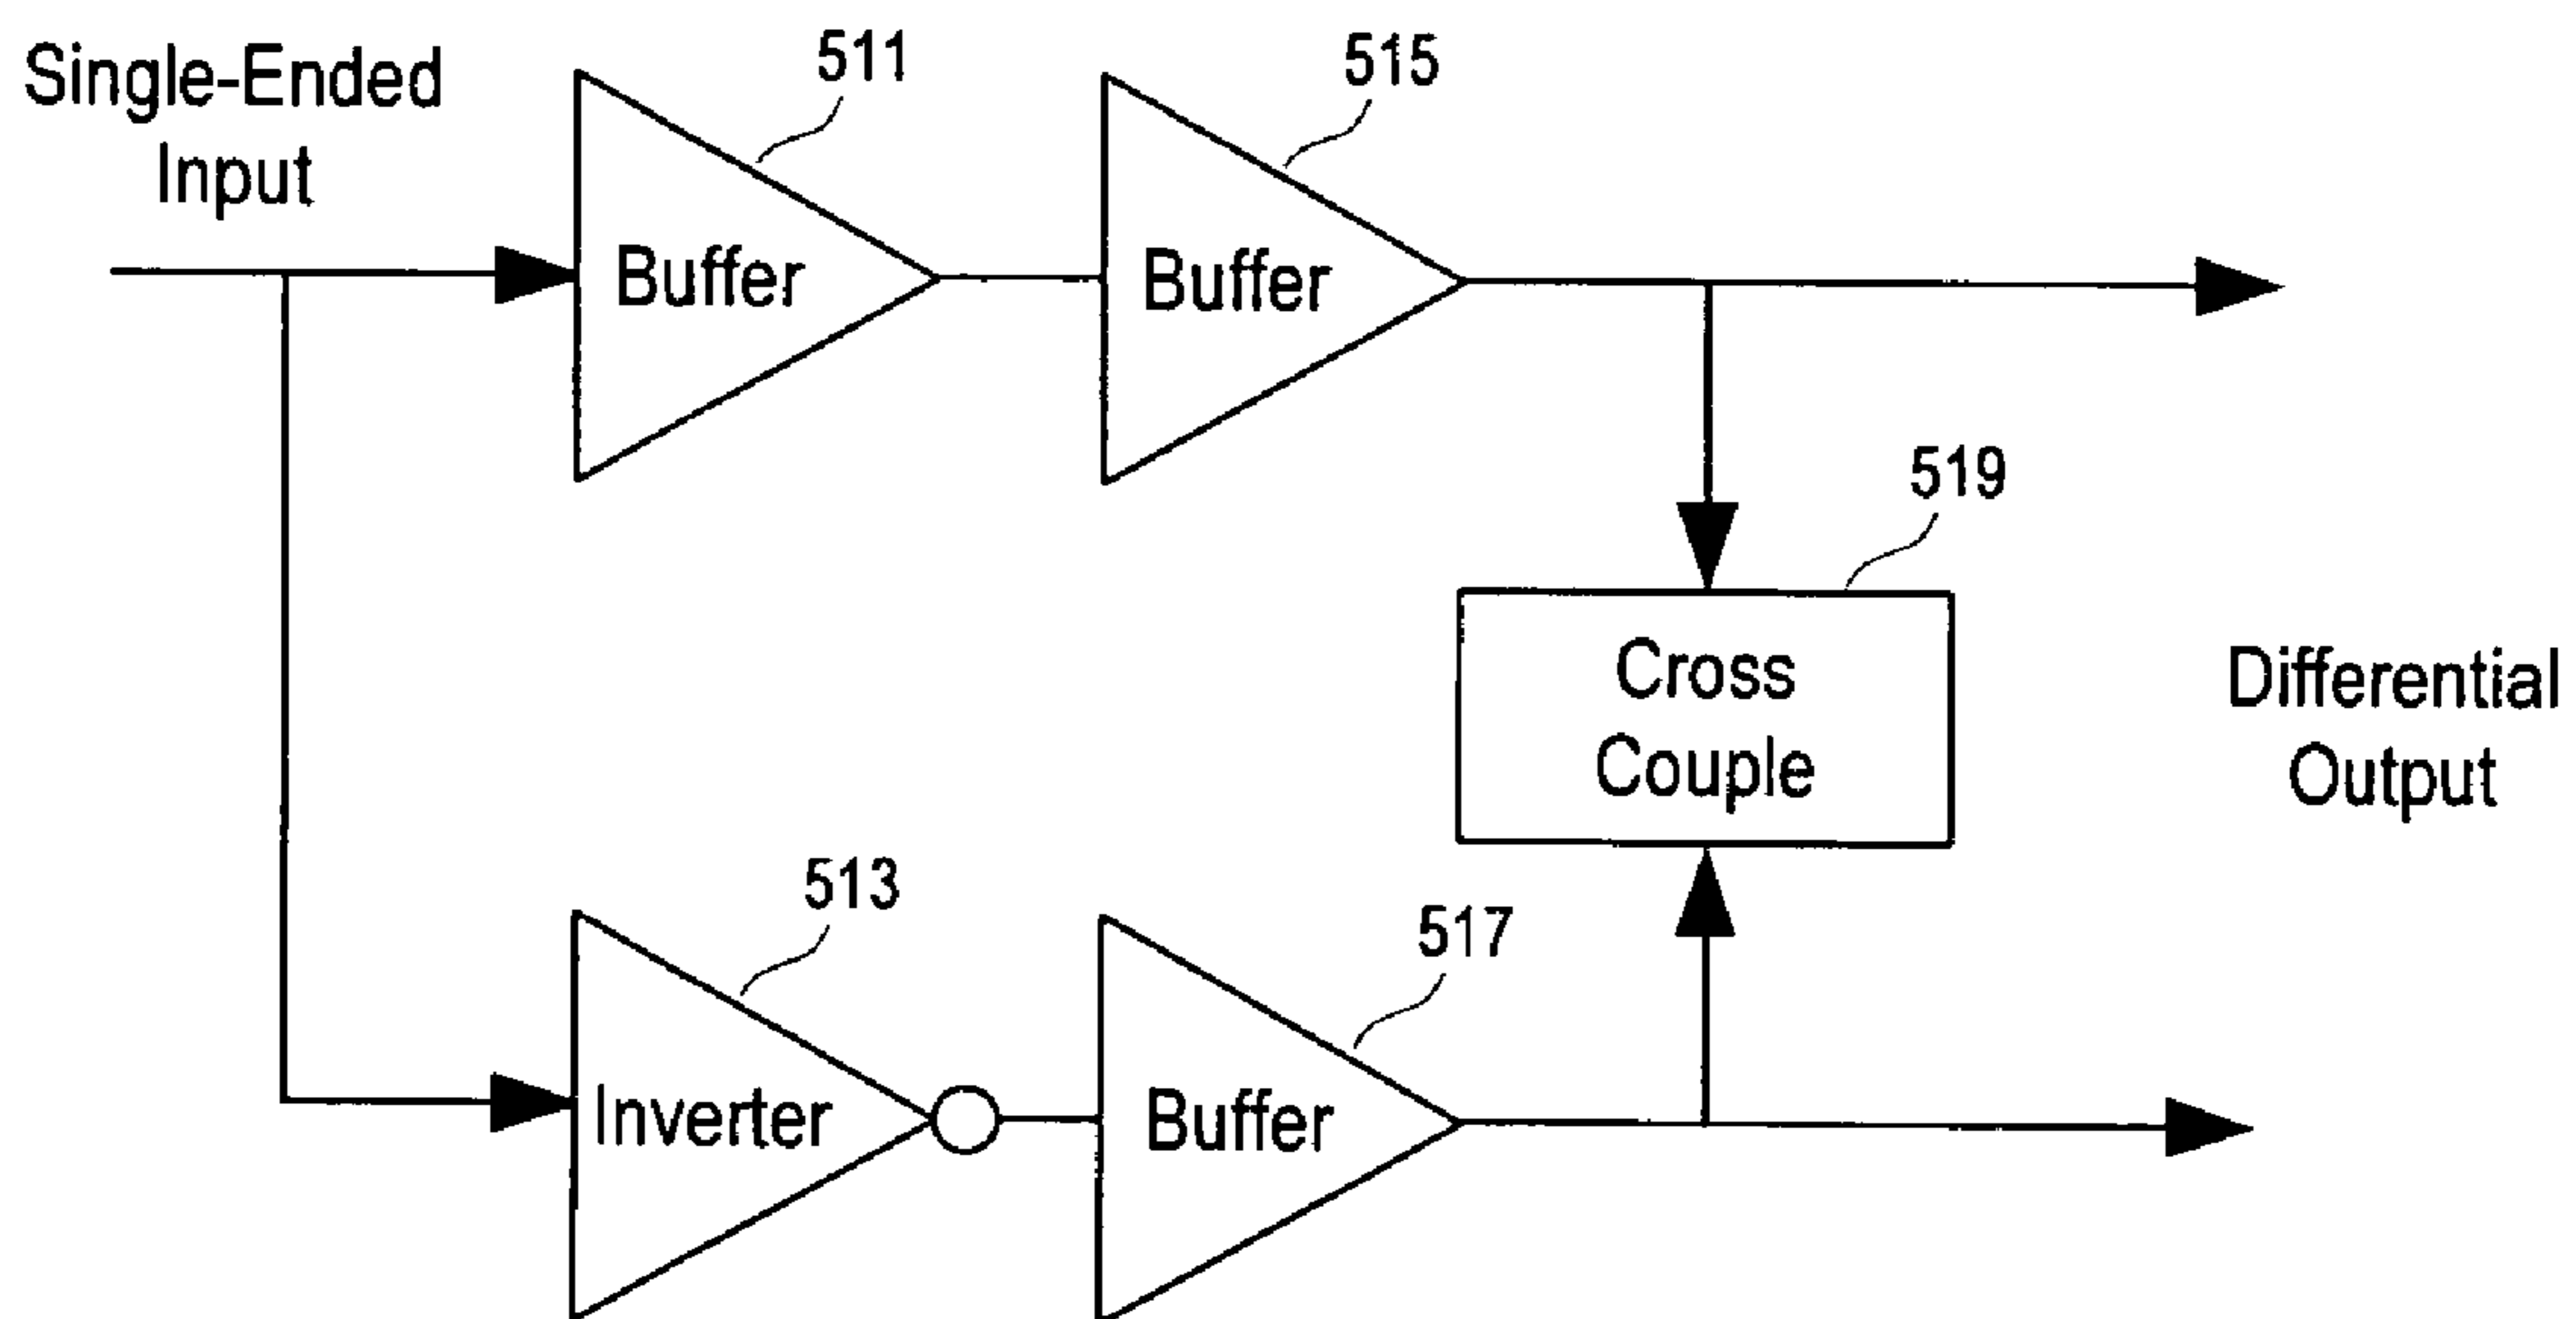 Single-Ended
Input
511
Buffer
515
Buffer
519
Cross
Couple
Differential
Output
513
Inverter
517
Buffer